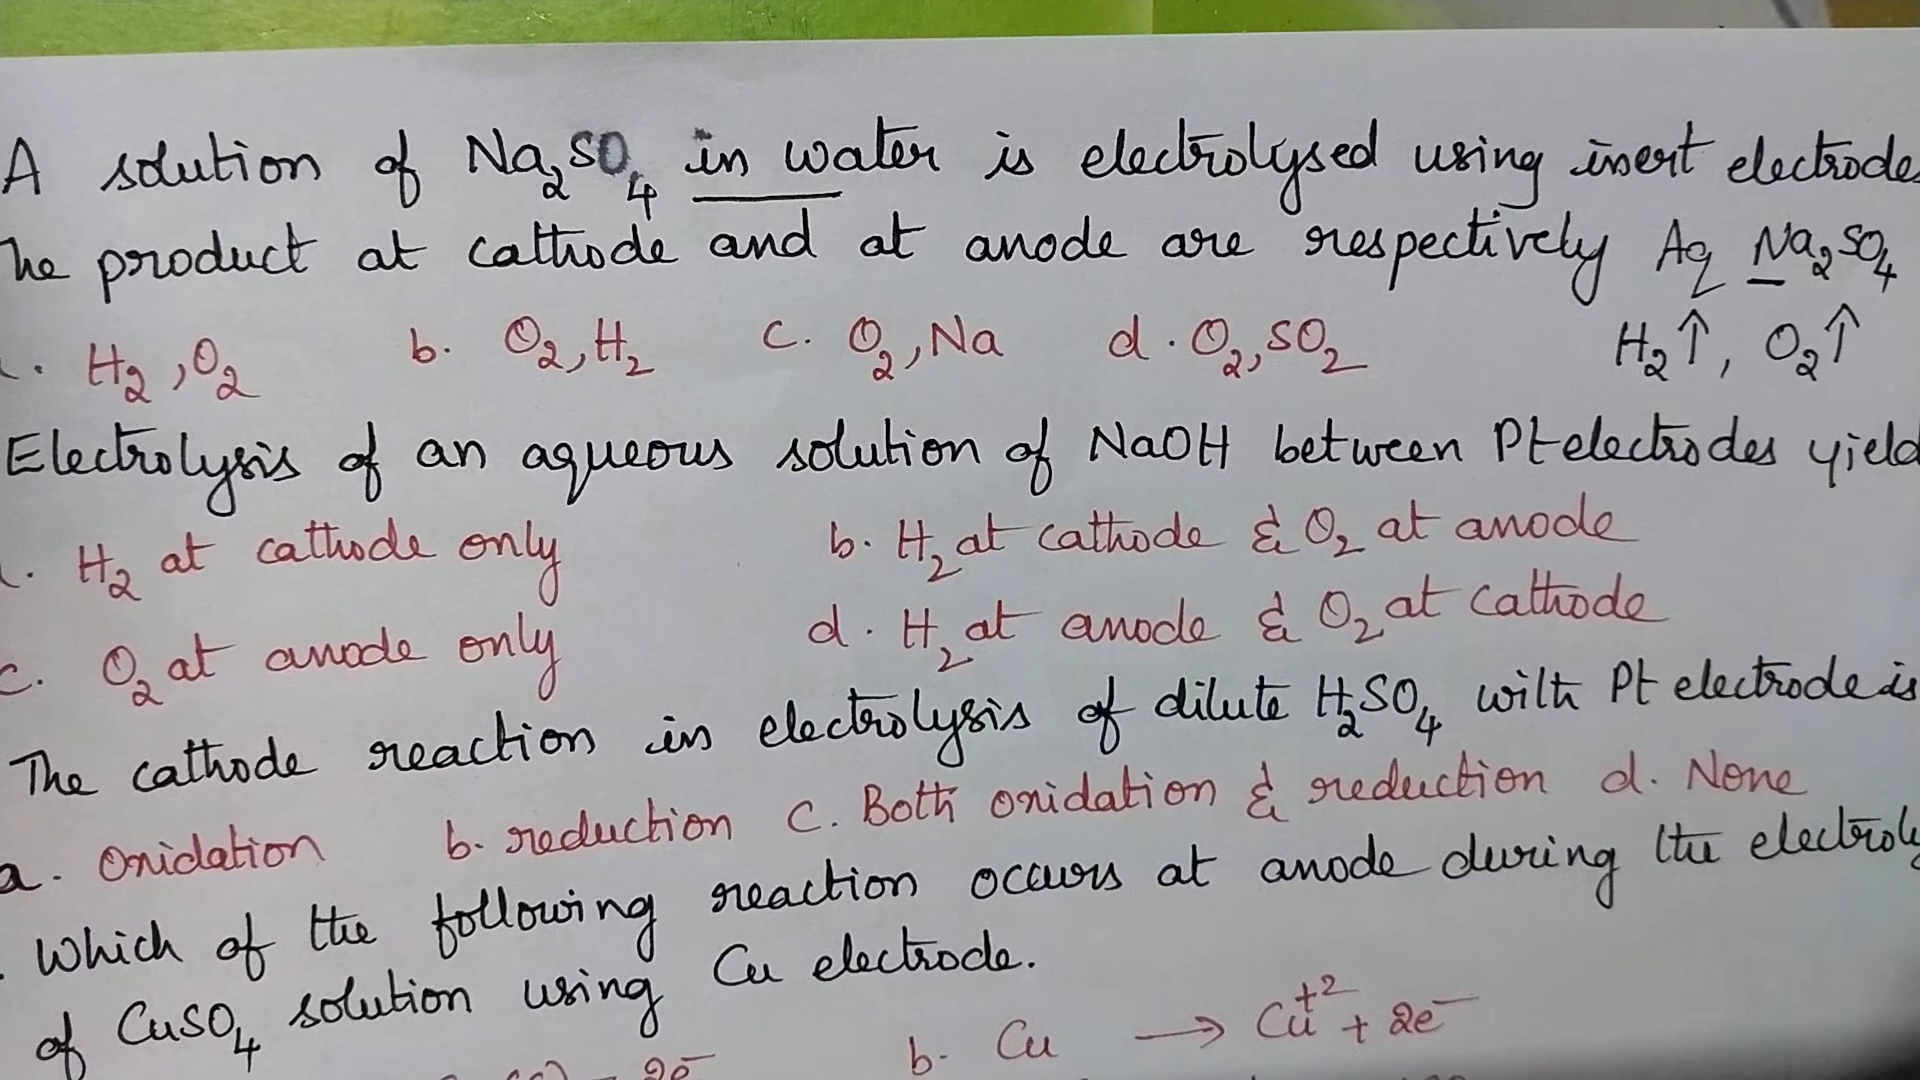 A solution of Na₂SO₄ in water is electrolysed using inert electrode
he product at cathode and at anode are respectively Aq Na₂SO₄
H₂, O₂ b. O₂, H₂ c. O₂, Na d. O₂, SO₂ H₂↑, O₂↑
Electrolysis of an aqueous solution of NaOH between Pt electrodes yield
H₂ at cathode only b. H₂ at cathode & O₂ at anode
c. O₂ at anode only d. H₂ at anode & O₂ at cathode
The cathode reaction in electrolysis of dilute H₂SO₄ with Pt electrode is
a. Oxidation b. reduction c. Both oxidation & reduction d. None
Which of the following reaction occurs at anode during the electroly
of CuSO₄ solution using Cu electrode.
b. Cu → Cu⁺² + 2e⁻